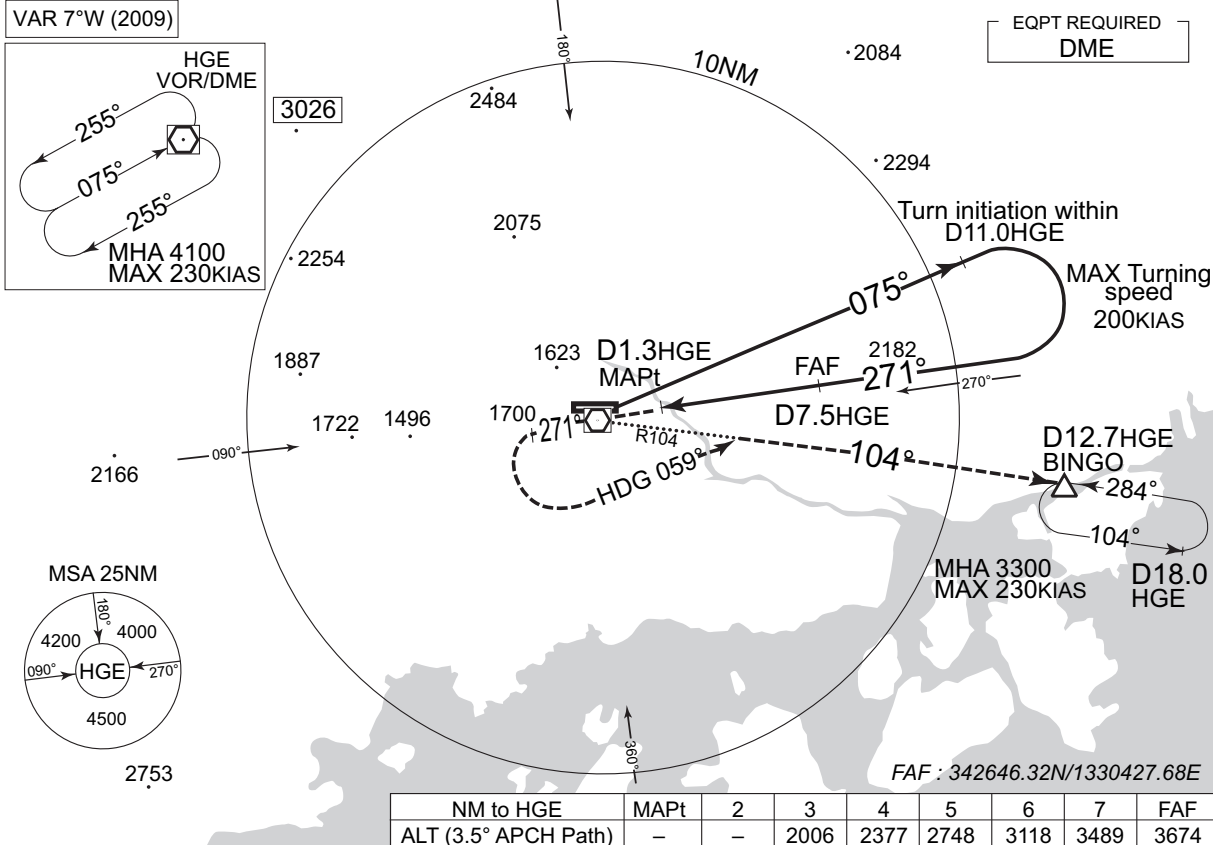 VAR 7°W (2009)
EQPT REQUIRED
DME
HGE
VOR/DME
255°
075°
255°
MHA 4100
MAX 230KIAS
3026
180°
10NM
2484
2084
2294
2075
2254
Turn initiation within
D11.0HGE
MAX Turning
speed
200KIAS
075°
1887
1623
D1.3HGE
MAPt
FAF
2182
271°
270°
D7.5HGE
1722
1496
1700
271°
R104
HDG 059°
104°
2166
090°
D12.7HGE
BINGO
284°
104°
D18.0
HGE
MHA 3300
MAX 230KIAS
MSA 25NM
180°
4200
4000
090°
HGE
270°
4500
2753
360°
FAF : 342646.32N/1330427.68E
NM to HGE MAPt 2 3 4 5 6 7 FAF
ALT (3.5° APCH Path) – – 2006 2377 2748 3118 3489 3674